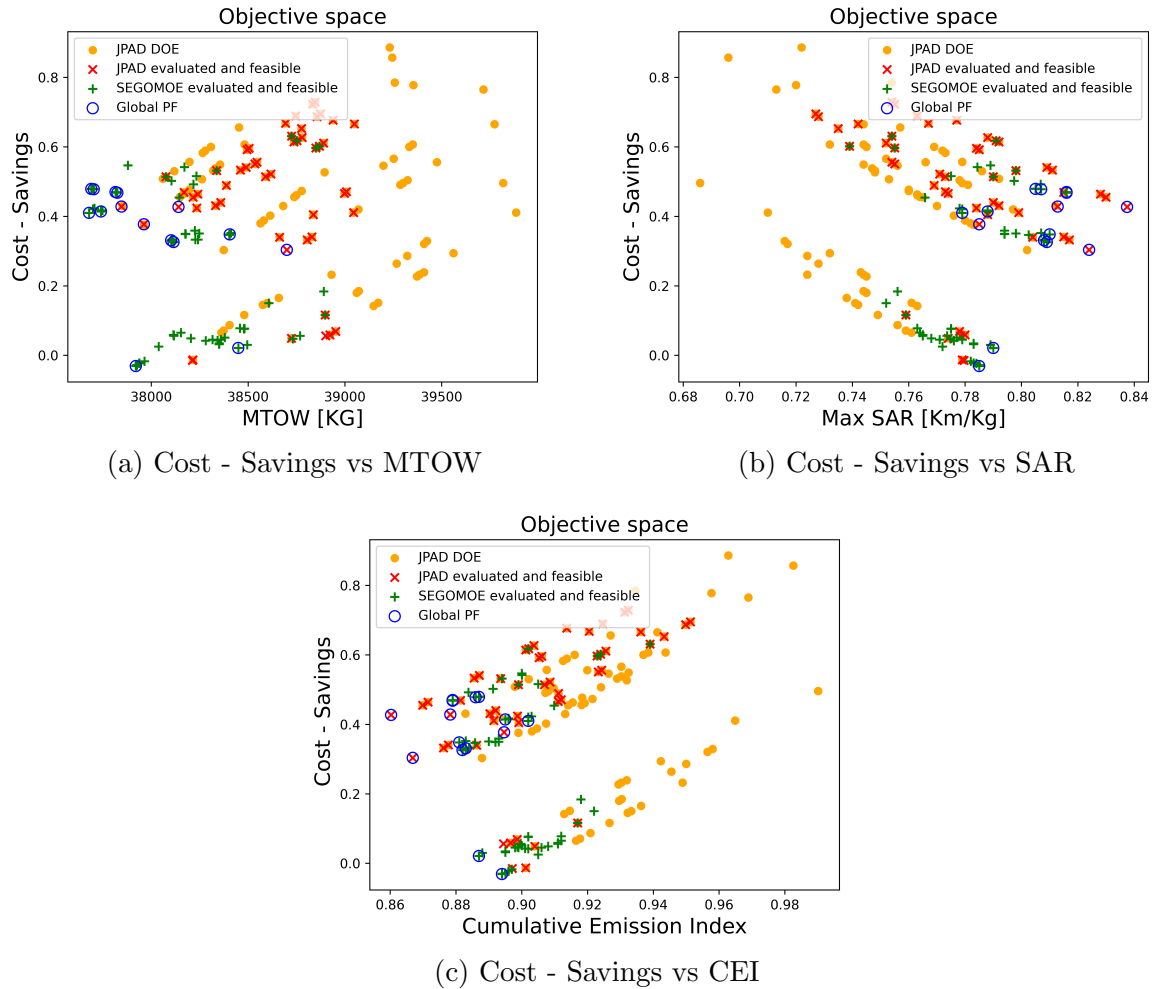 Objective space
JPAD DOE
JPAD evaluated and feasible
SEGOMOE evaluated and feasible
Global PF
0.8
0.6
0.4
0.2
0.0
Cost - Savings
38000 38500 39000 39500
MTOW [KG]
(a) Cost - Savings vs MTOW
Objective space
JPAD DOE
JPAD evaluated and feasible
SEGOMOE evaluated and feasible
Global PF
0.8
0.6
0.4
0.2
0.0
Cost - Savings
0.68 0.70 0.72 0.74 0.76 0.78 0.80 0.82 0.84
Max SAR [Km/Kg]
(b) Cost - Savings vs SAR
Objective space
JPAD DOE
JPAD evaluated and feasible
SEGOMOE evaluated and feasible
Global PF
0.8
0.6
0.4
0.2
0.0
Cost - Savings
0.86 0.88 0.90 0.92 0.94 0.96 0.98
Cumulative Emission Index
(c) Cost - Savings vs CEI